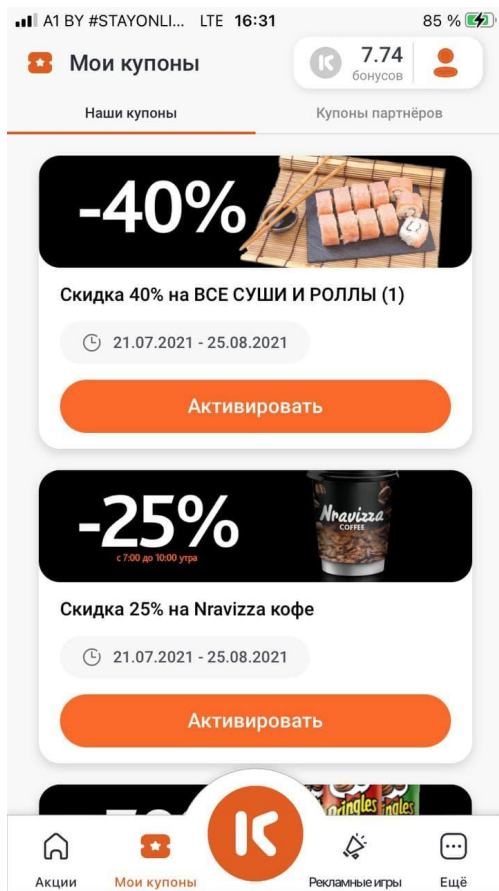 A1 BY #STAYONLI... LTE 16:31 85 %
Мои купоны
7.74
бонусов
Наши купоны
Купоны партнёров
-40%
Скидка 40% на ВСЕ СУШИ И РОЛЛЫ (1)
21.07.2021 - 25.08.2021
Активировать
-25%
с 7:00 до 10:00 утра
Nravizza
COFFEE
Скидка 25% на Nravizza кофе
21.07.2021 - 25.08.2021
Активировать
Pringles
K
Акции
Мои купоны
Рекламные игры
Ещё